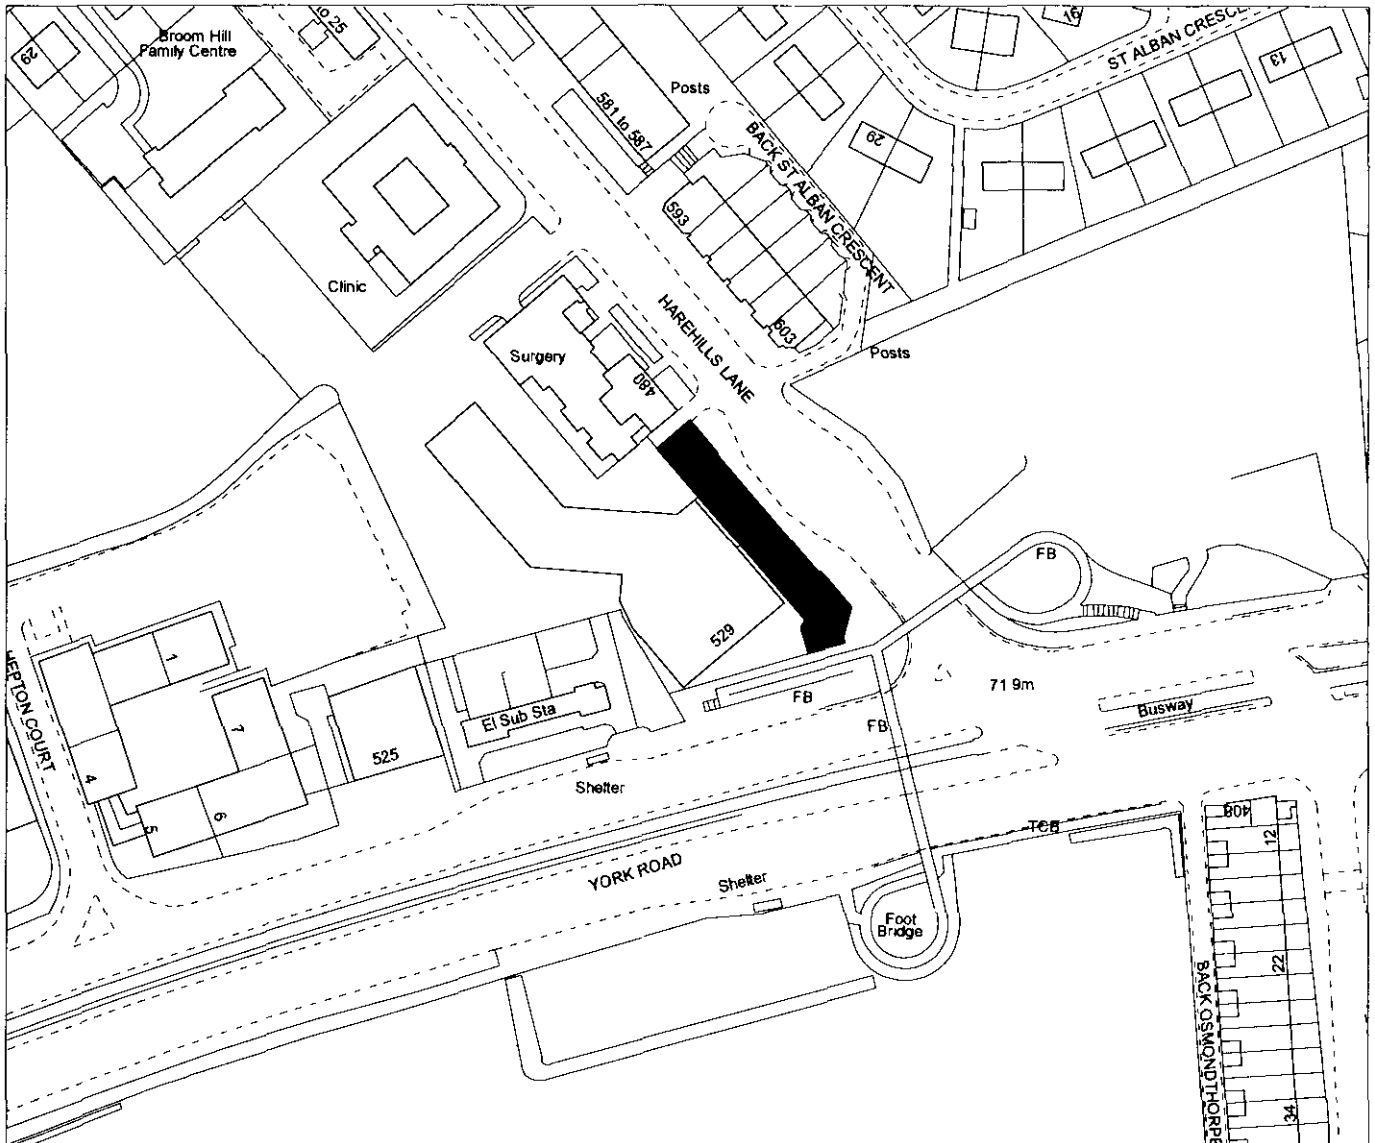 Broom Hill
Family Centre
29
to 25
16
ST ALBAN CRESCE
13
Posts
581 to 587
BACK ST ALBAN CRESCENT
29
593
Clinic
HAREHILLS LANE
603
Posts
Surgery
480
FB
529
1
7
HEPTON COURT
El Sub Sta
FB
FB
71 9m
Busway
525
4
5
6
Shelter
408
12
TCB
YORK ROAD
Shelter
Foot
Bridge
22
BACK OSMONDTHORPE
34